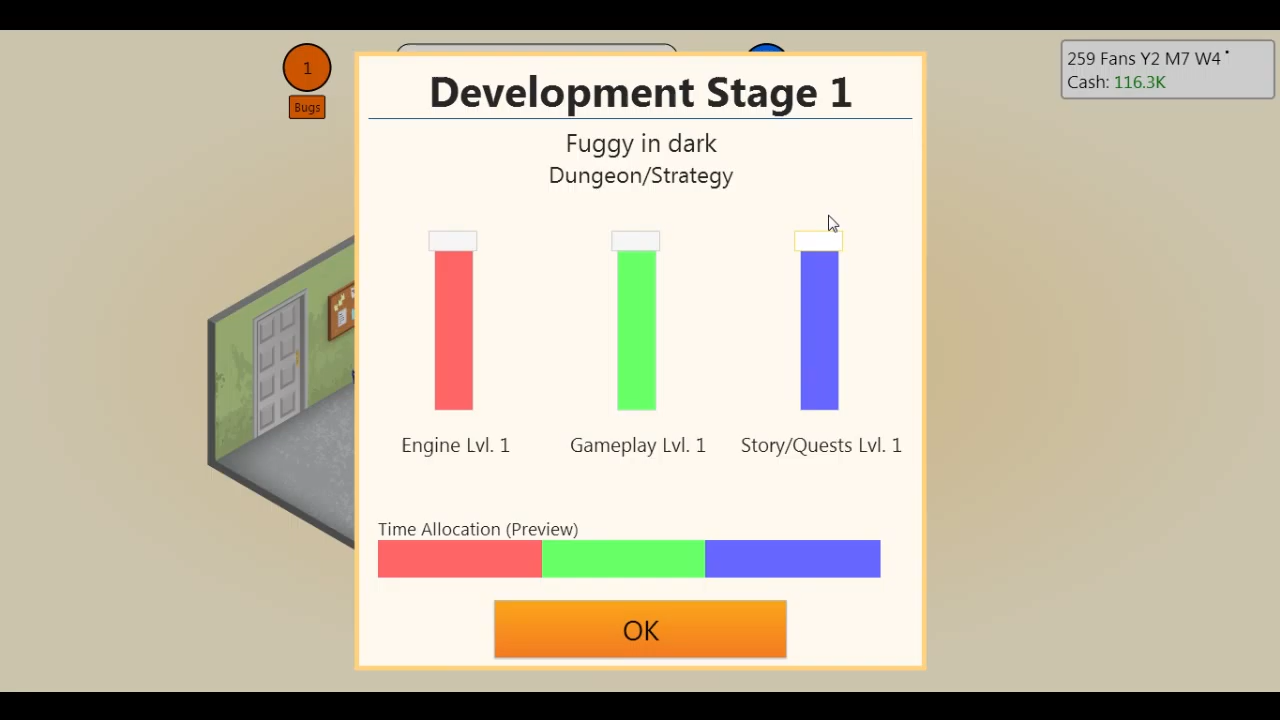 1
Bugs
259 Fans Y2 M7 W4
Cash: 116.3K
Development Stage 1
Fuggy in dark
Dungeon/Strategy
Engine Lvl. 1
Gameplay Lvl. 1
Story/Quests Lvl. 1
Time Allocation (Preview)
OK